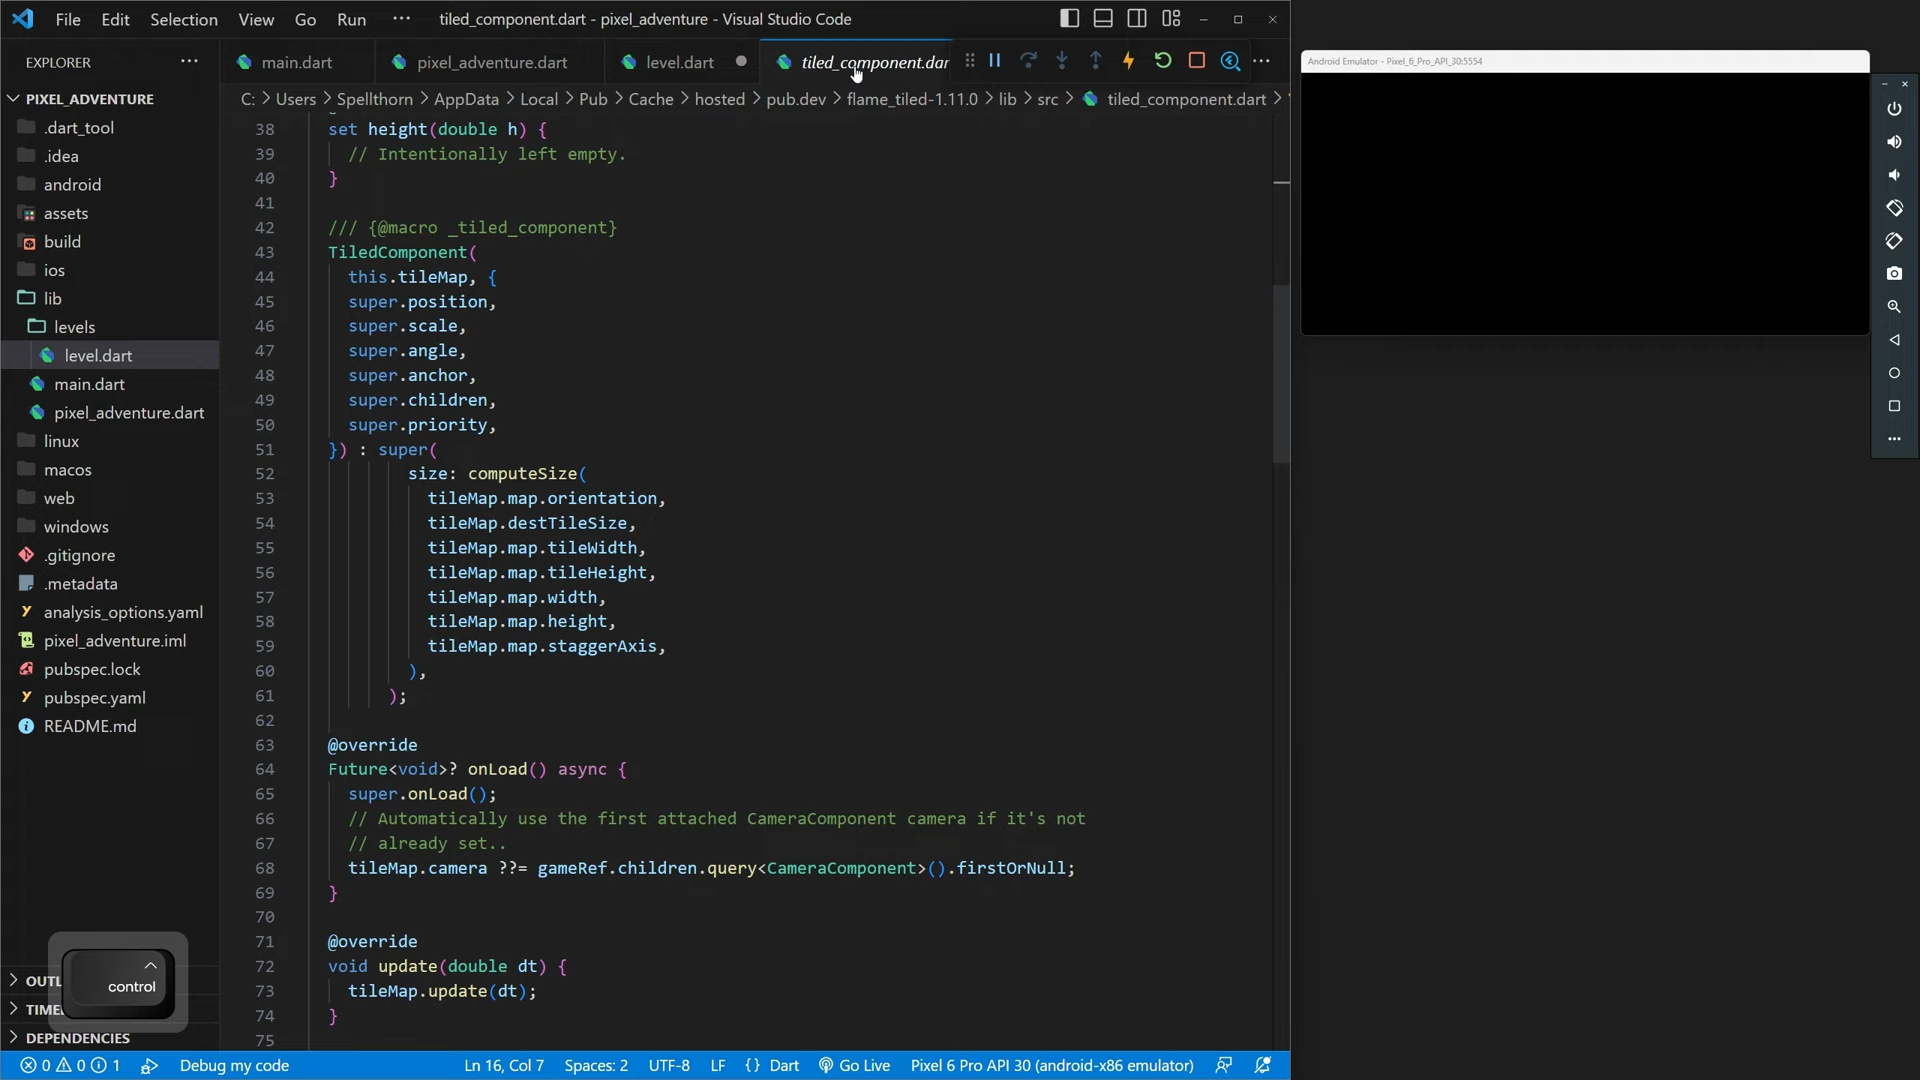 File Edit Selection View Go Run ··· tiled_component.dart - pixel_adventure - Visual Studio Code
EXPLORER ···
main.dart pixel_adventure.dart level.dart tiled_component.dar
PIXEL_ADVENTURE
C: > Users > Spellthorn > AppData > Local > Pub > Cache > hosted > pub.dev > flame_tiled-1.11.0 > lib > src > tiled_component.dart >
.dart_tool
.idea
android
assets
build
ios
lib
levels
level.dart
main.dart
pixel_adventure.dart
linux
macos
web
windows
.gitignore
.metadata
analysis_options.yaml
pixel_adventure.iml
pubspec.lock
pubspec.yaml
README.md
OUTL
TIME
DEPENDENCIES
^
control
38 set height(double h) {
39 // Intentionally left empty.
40 }
41
42 /// {@macro _tiled_component}
43 TiledComponent(
44 this.tileMap, {
45 super.position,
46 super.scale,
47 super.angle,
48 super.anchor,
49 super.children,
50 super.priority,
51 }) : super(
52 size: computeSize(
53 tileMap.map.orientation,
54 tileMap.destTileSize,
55 tileMap.map.tileWidth,
56 tileMap.map.tileHeight,
57 tileMap.map.width,
58 tileMap.map.height,
59 tileMap.map.staggerAxis,
60 ),
61 );
62
63 @override
64 Future<void>? onLoad() async {
65 super.onLoad();
66 // Automatically use the first attached CameraComponent camera if it's not
67 // already set..
68 tileMap.camera ??= gameRef.children.query<CameraComponent>().firstOrNull;
69 }
70
71 @override
72 void update(double dt) {
73 tileMap.update(dt);
74 }
75
0 0 1 Debug my code Ln 16, Col 7 Spaces: 2 UTF-8 LF {} Dart Go Live Pixel 6 Pro API 30 (android-x86 emulator)
Android Emulator - Pixel_6_Pro_API_30:5554